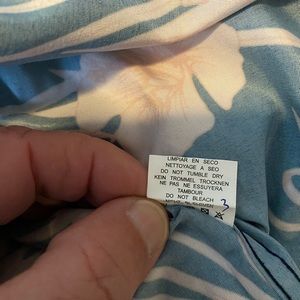 LIMPIAR EN SECO
NETTOYAGE A SEO
DO NOT TUMBLE DRY
KEIN TROMMEL TROCKNEN
NE PAS NE ESSUYERA
TAMBOUR
DO NOT BLEACH
3